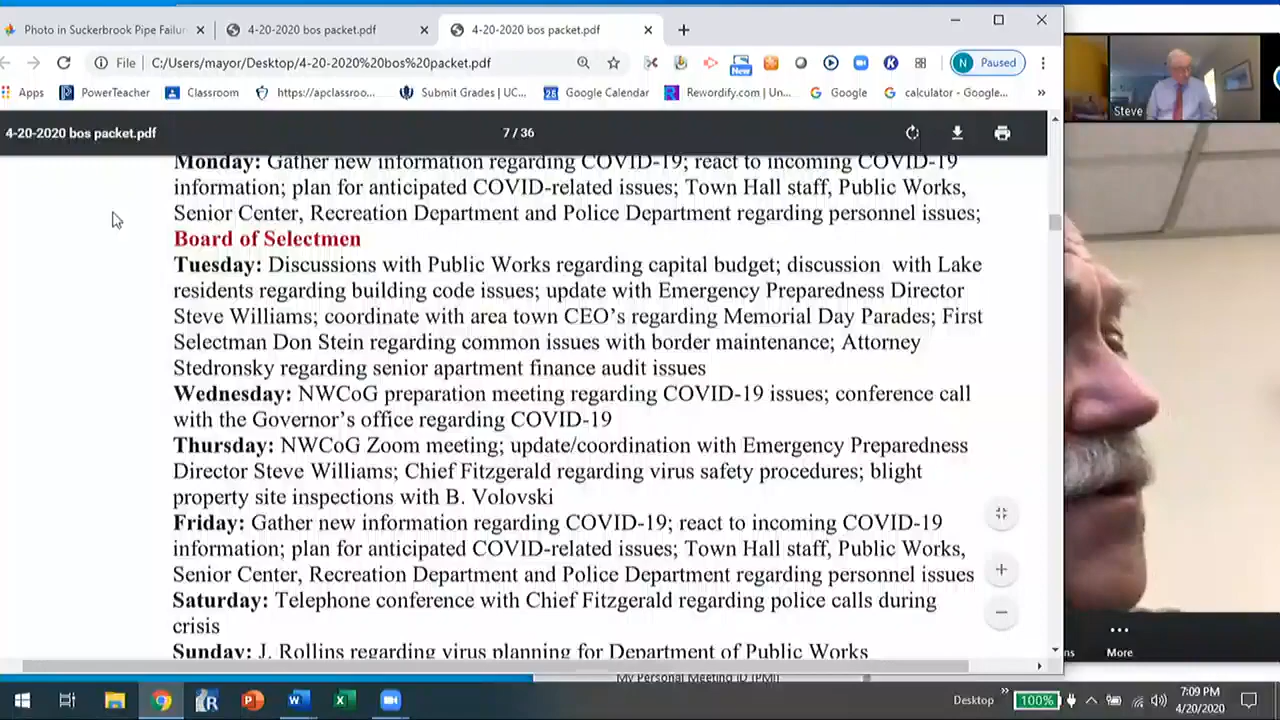 Photo in Suckerbrook Pipe Failur
4-20-2020 bos packet.pdf
4-20-2020 bos packet.pdf
File
C:/Users/mayor/Desktop/4-20-2020%20bos%20packet.pdf
New
N Paused
Apps
PowerTeacher
Classroom
https://apclassroo...
Submit Grades | UC...
Google Calendar
Rewordify.com | Un...
Google
calculator - Google...
4-20-2020 bos packet.pdf
7 / 36
Monday: Gather new information regarding COVID-19; react to incoming COVID-19
information; plan for anticipated COVID-related issues; Town Hall staff, Public Works,
Senior Center, Recreation Department and Police Department regarding personnel issues;
Board of Selectmen
Tuesday: Discussions with Public Works regarding capital budget; discussion with Lake
residents regarding building code issues; update with Emergency Preparedness Director
Steve Williams; coordinate with area town CEO's regarding Memorial Day Parades; First
Selectman Don Stein regarding common issues with border maintenance; Attorney
Stedronsky regarding senior apartment finance audit issues
Wednesday: NWCoG preparation meeting regarding COVID-19 issues; conference call
with the Governor's office regarding COVID-19
Thursday: NWCoG Zoom meeting; update/coordination with Emergency Preparedness
Director Steve Williams; Chief Fitzgerald regarding virus safety procedures; blight
property site inspections with B. Volovski
Friday: Gather new information regarding COVID-19; react to incoming COVID-19
information; plan for anticipated COVID-related issues; Town Hall staff, Public Works,
Senior Center, Recreation Department and Police Department regarding personnel issues
Saturday: Telephone conference with Chief Fitzgerald regarding police calls during
crisis
Sunday: J. Rollins regarding virus planning for Department of Public Works
Steve
ns
More
My Personal Meeting ID (PMI)
Desktop
100%
7:09 PM
4/20/2020